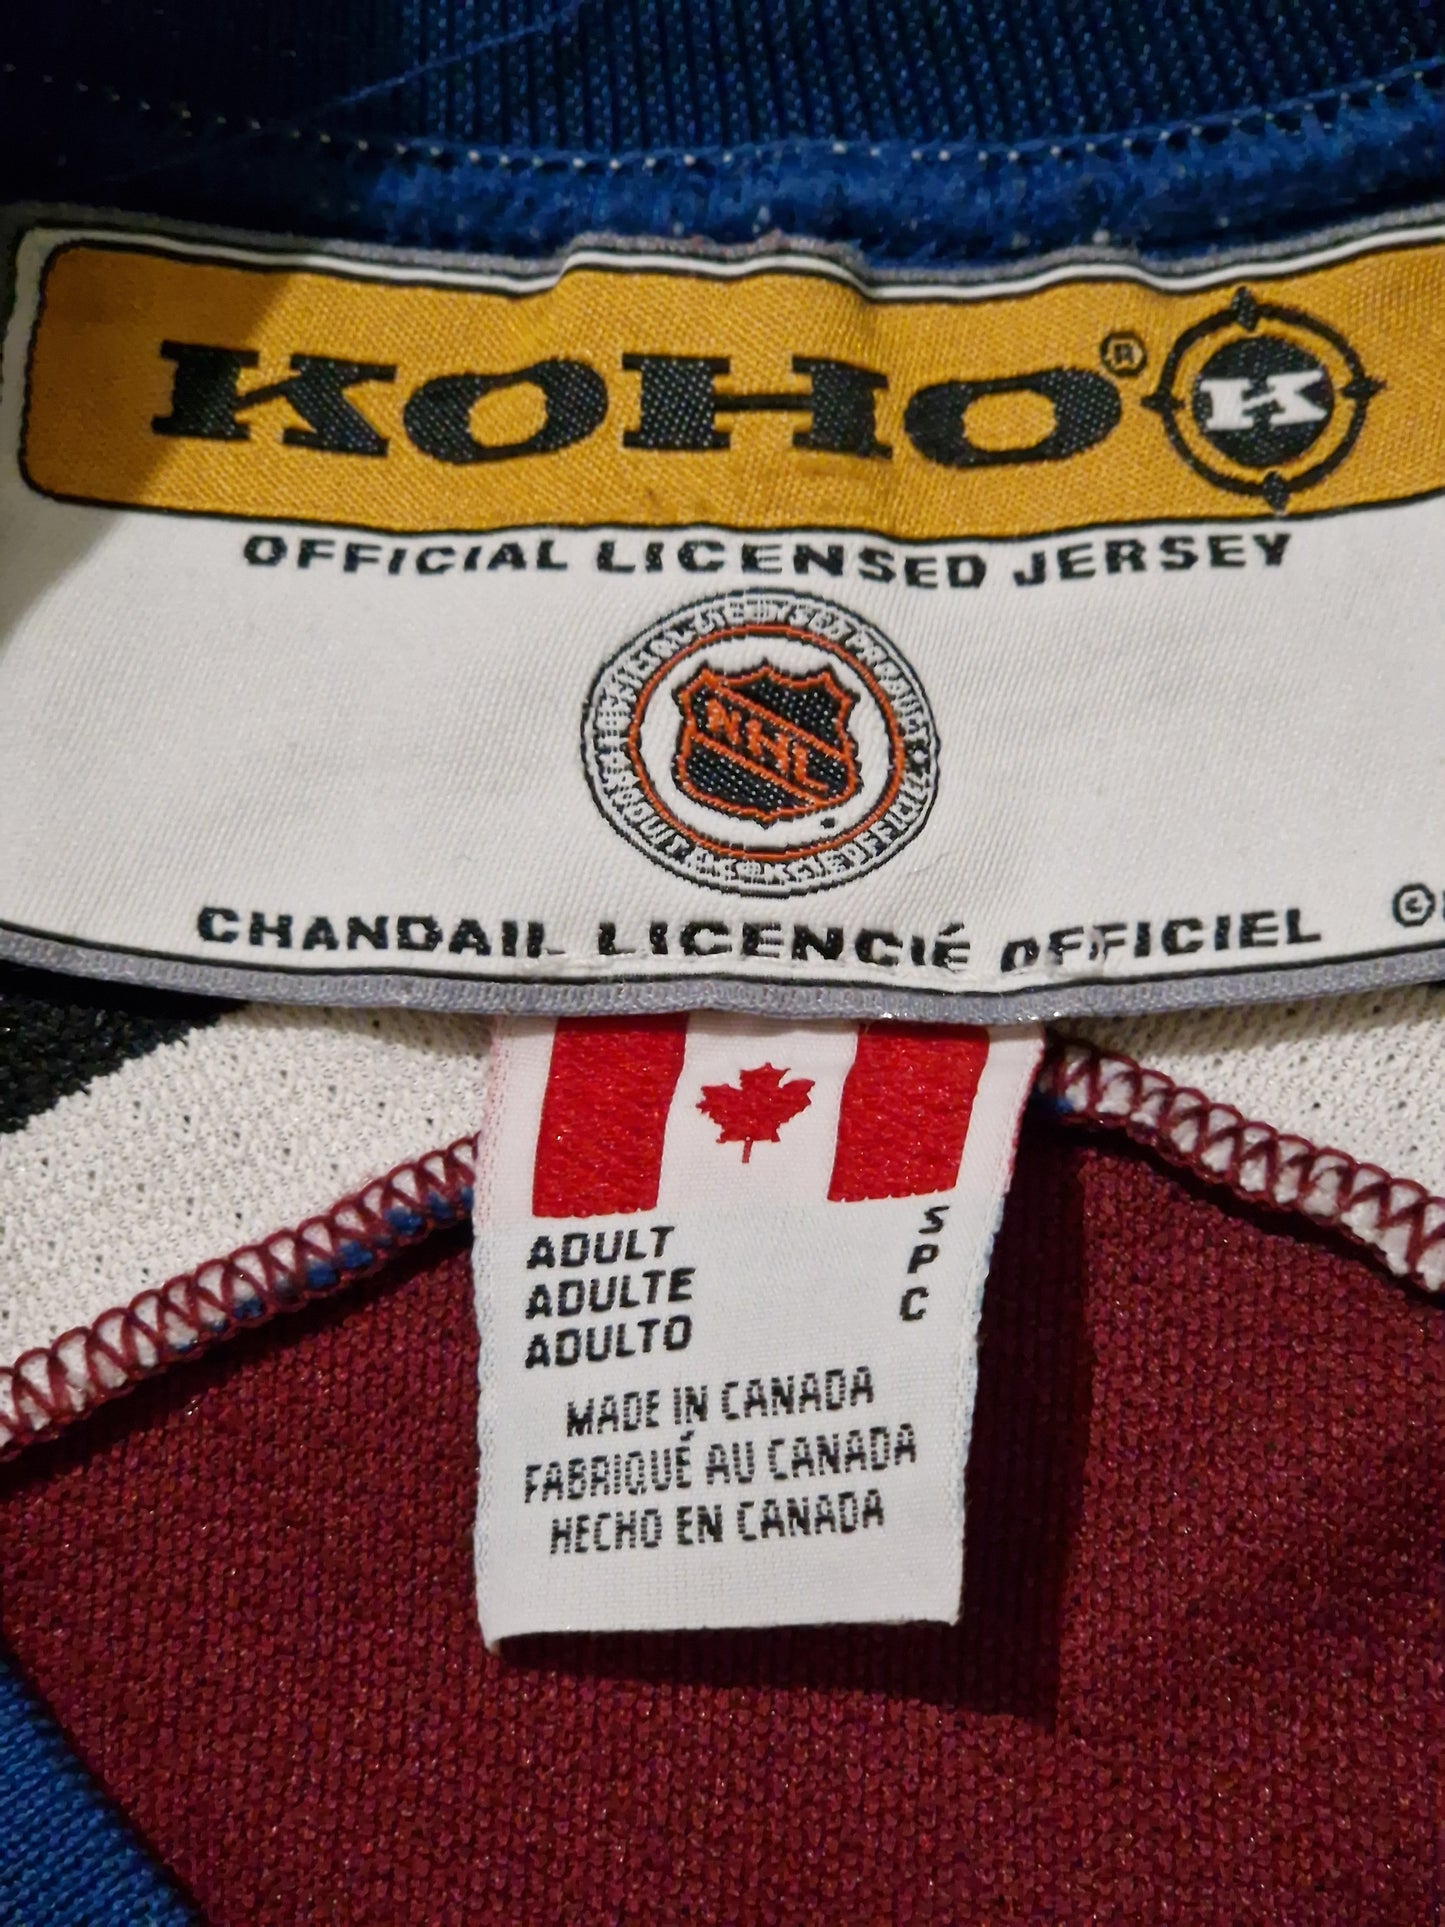 KOHO® K
OFFICIAL LICENSED JERSEY
NHL
CHANDAIL LICENCIÉ OFFICIEL ©
ADULT S
ADULTE P
ADULTO C
MADE IN CANADA
FABRIQUÉ AU CANADA
HECHO EN CANADA